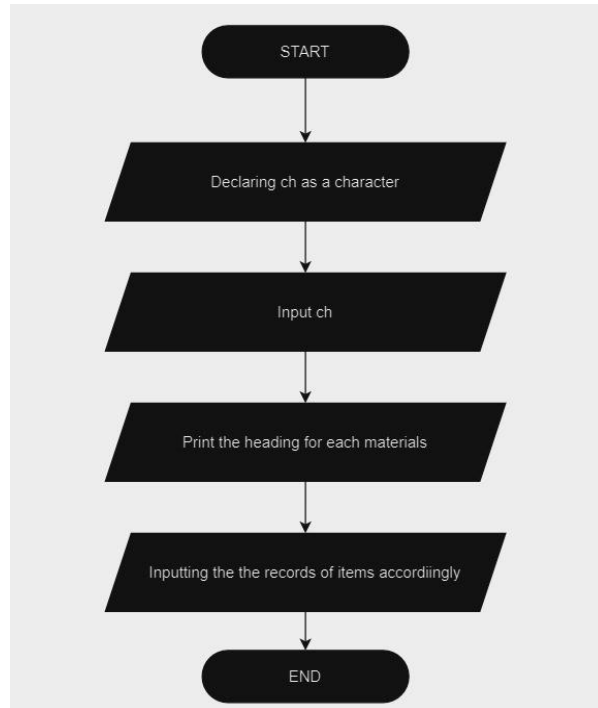 START
Declaring ch as a character
Input ch
Print the heading for each materials
Inputting the the records of items accordiingly
END